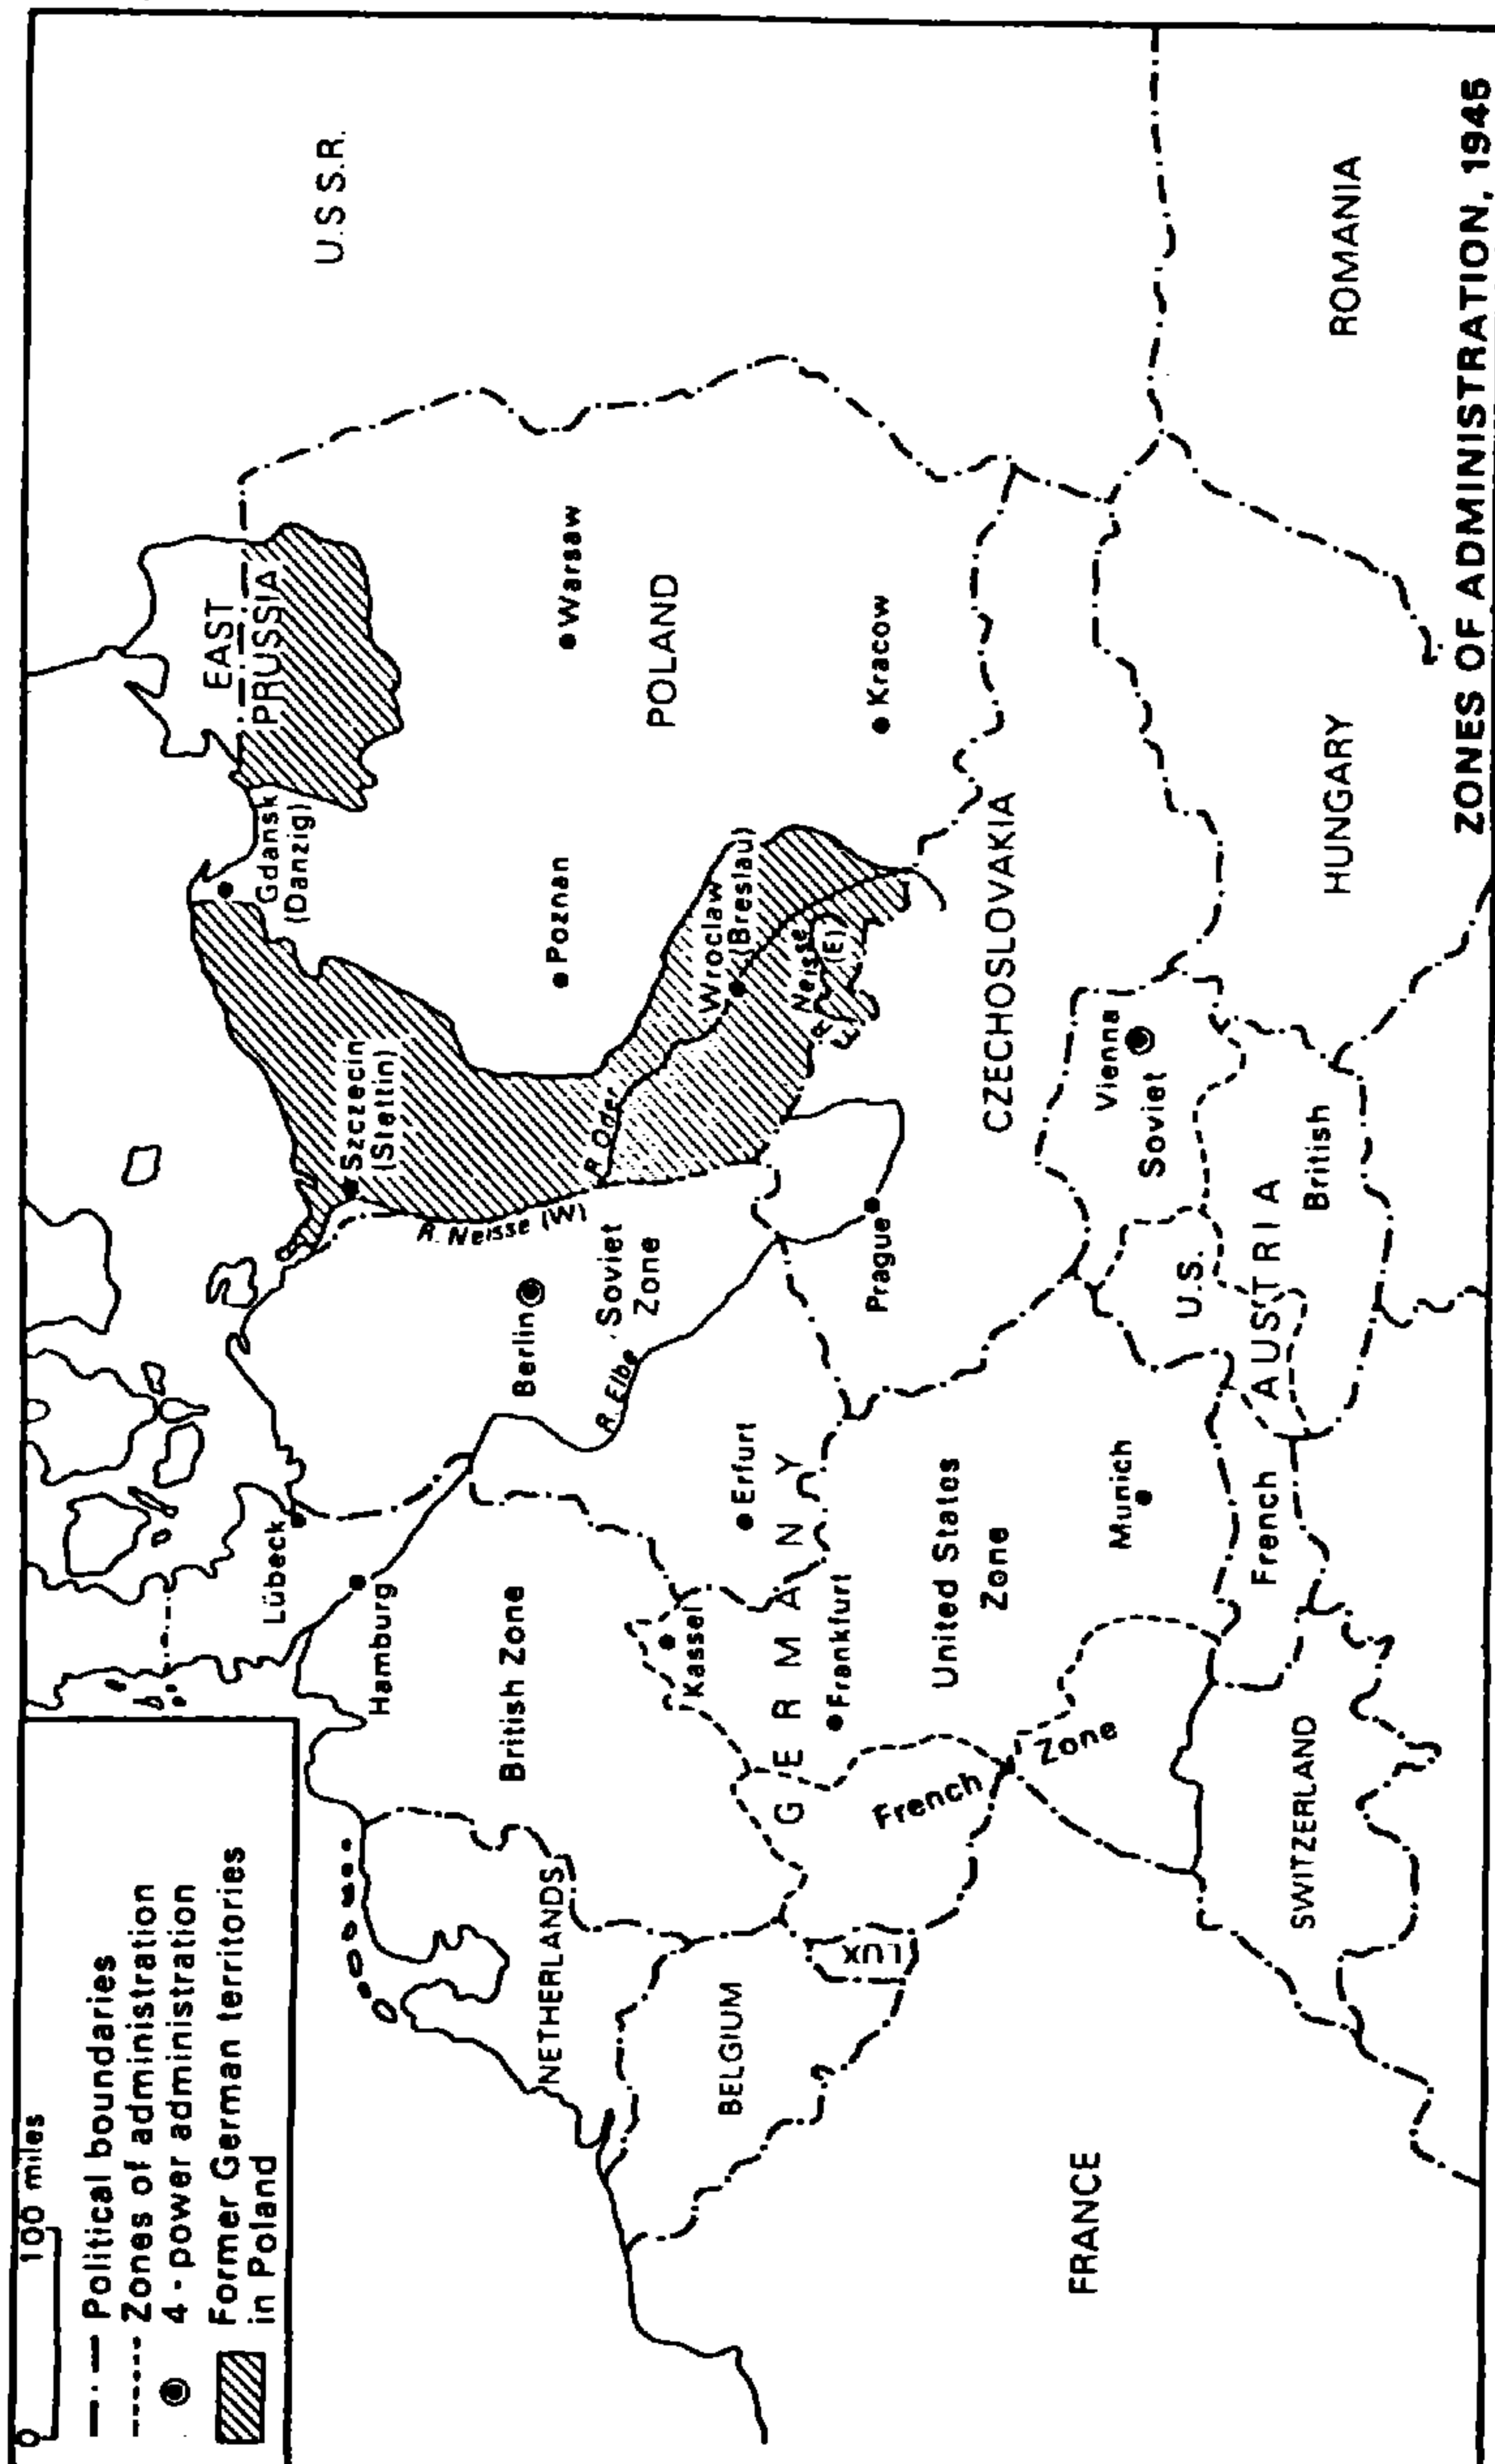 0 100 miles
Political boundaries
Zones of administration
4 - power administration
Former German territories
in Poland
U.S.S.R.
EAST
PRUSSIA
Gdansk
(Danzig)
Szczecin
(Stettin)
Lübeck
Hamburg
R. Neisse (W)
Berlin
Soviet
Zone
R. Oder
Poznan
Warsaw
POLAND
British Zone
NETHERLANDS
R. Elbe
Wroclaw
(Breslau)
R. Neisse
(E)
Kracow
Kassel
Erfurt
GERMANY
BELGIUM
LUX
Frankfurt
Prague
French Zone
United States
Zone
CZECHOSLOVAKIA
FRANCE
Munich
Vienna
Soviet
U.S.
AUSTRIA
British
French
SWITZERLAND
HUNGARY
ROMANIA
ZONES OF ADMINISTRATION, 1945